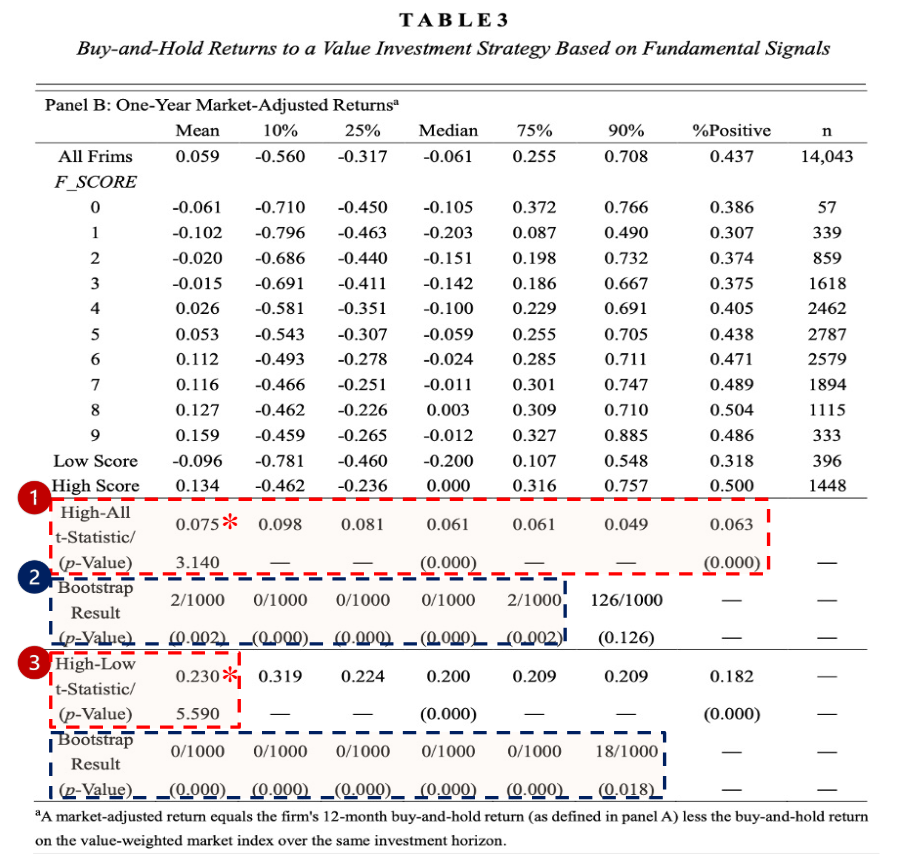 TABLE 3
Buy-and-Hold Returns to a Value Investment Strategy Based on Fundamental Signals
Panel B: One-Year Market-Adjusted Returnsᵃ
Mean 10% 25% Median 75% 90% %Positive n
All Frims 0.059 -0.560 -0.317 -0.061 0.255 0.708 0.437 14,043
F_SCORE
0 -0.061 -0.710 -0.450 -0.105 0.372 0.766 0.386 57
1 -0.102 -0.796 -0.463 -0.203 0.087 0.490 0.307 339
2 -0.020 -0.686 -0.440 -0.151 0.198 0.732 0.374 859
3 -0.015 -0.691 -0.411 -0.142 0.186 0.667 0.375 1618
4 0.026 -0.581 -0.351 -0.100 0.229 0.691 0.405 2462
5 0.053 -0.543 -0.307 -0.059 0.255 0.705 0.438 2787
6 0.112 -0.493 -0.278 -0.024 0.285 0.711 0.471 2579
7 0.116 -0.466 -0.251 -0.011 0.301 0.747 0.489 1894
8 0.127 -0.462 -0.226 0.003 0.309 0.710 0.504 1115
9 0.159 -0.459 -0.265 -0.012 0.327 0.885 0.486 333
Low Score -0.096 -0.781 -0.460 -0.200 0.107 0.548 0.318 396
High Score 0.134 -0.462 -0.236 0.000 0.316 0.757 0.500 1448
1
High-All
0.075* 0.098 0.081 0.061 0.061 0.049 0.063
t-Statistic/
(p-Value) 3.140 — — (0.000) — — (0.000) —
2
Bootstrap
2/1000 0/1000 0/1000 0/1000 2/1000 126/1000 — —
Result
(p-Value) (0.002) (0.000) (0.000) (0.000) (0.002) (0.126) — —
3
High-Low
0.230* 0.319 0.224 0.200 0.209 0.209 0.182 —
t-Statistic/
(p-Value) 5.590 — — (0.000) — — (0.000) —
Bootstrap
0/1000 0/1000 0/1000 0/1000 0/1000 18/1000 — —
Result
(p-Value) (0.000) (0.000) (0.000) (0.000) (0.000) (0.018) — —
ᵃA market-adjusted return equals the firm's 12-month buy-and-hold return (as defined in panel A) less the buy-and-hold return
on the value-weighted market index over the same investment horizon.